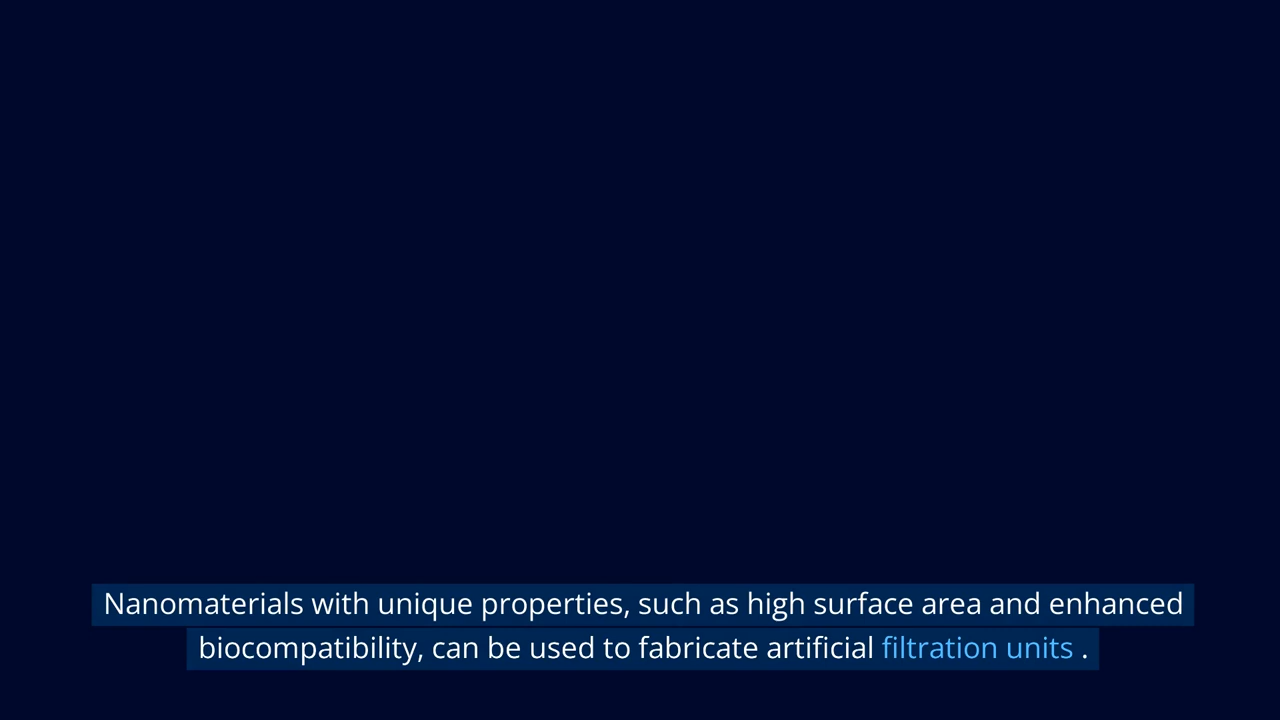 Nanomaterials with unique properties, such as high surface area and enhanced
biocompatibility, can be used to fabricate artificial filtration units .